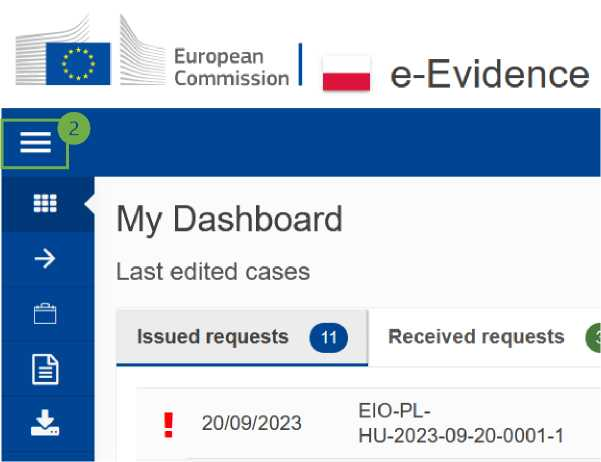 European
Commission
e-Evidence
2
My Dashboard
Last edited cases
Issued requests 11 Received requests
20/09/2023 EIO-PL-
HU-2023-09-20-0001-1